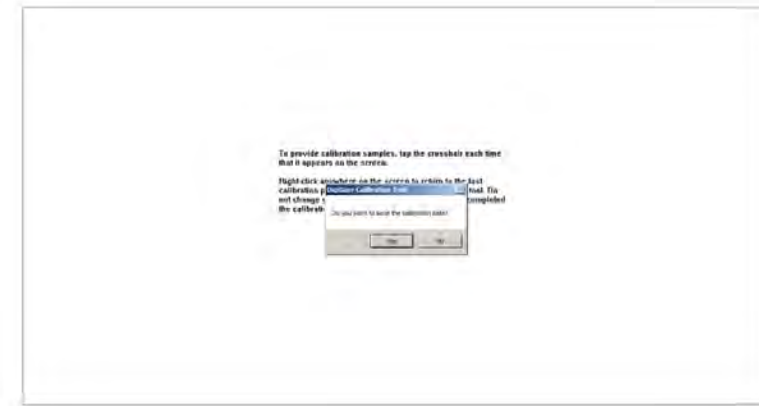 To provide calibration samples, tap the crosshair each time
that it appears on the screen.
Right-click anywhere on the screen to return to the last
calibration p
tool. Do
not change
completed
the calibrati
Digitizer Calibration Tool
Do you want to save the calibration data?
Yes
No